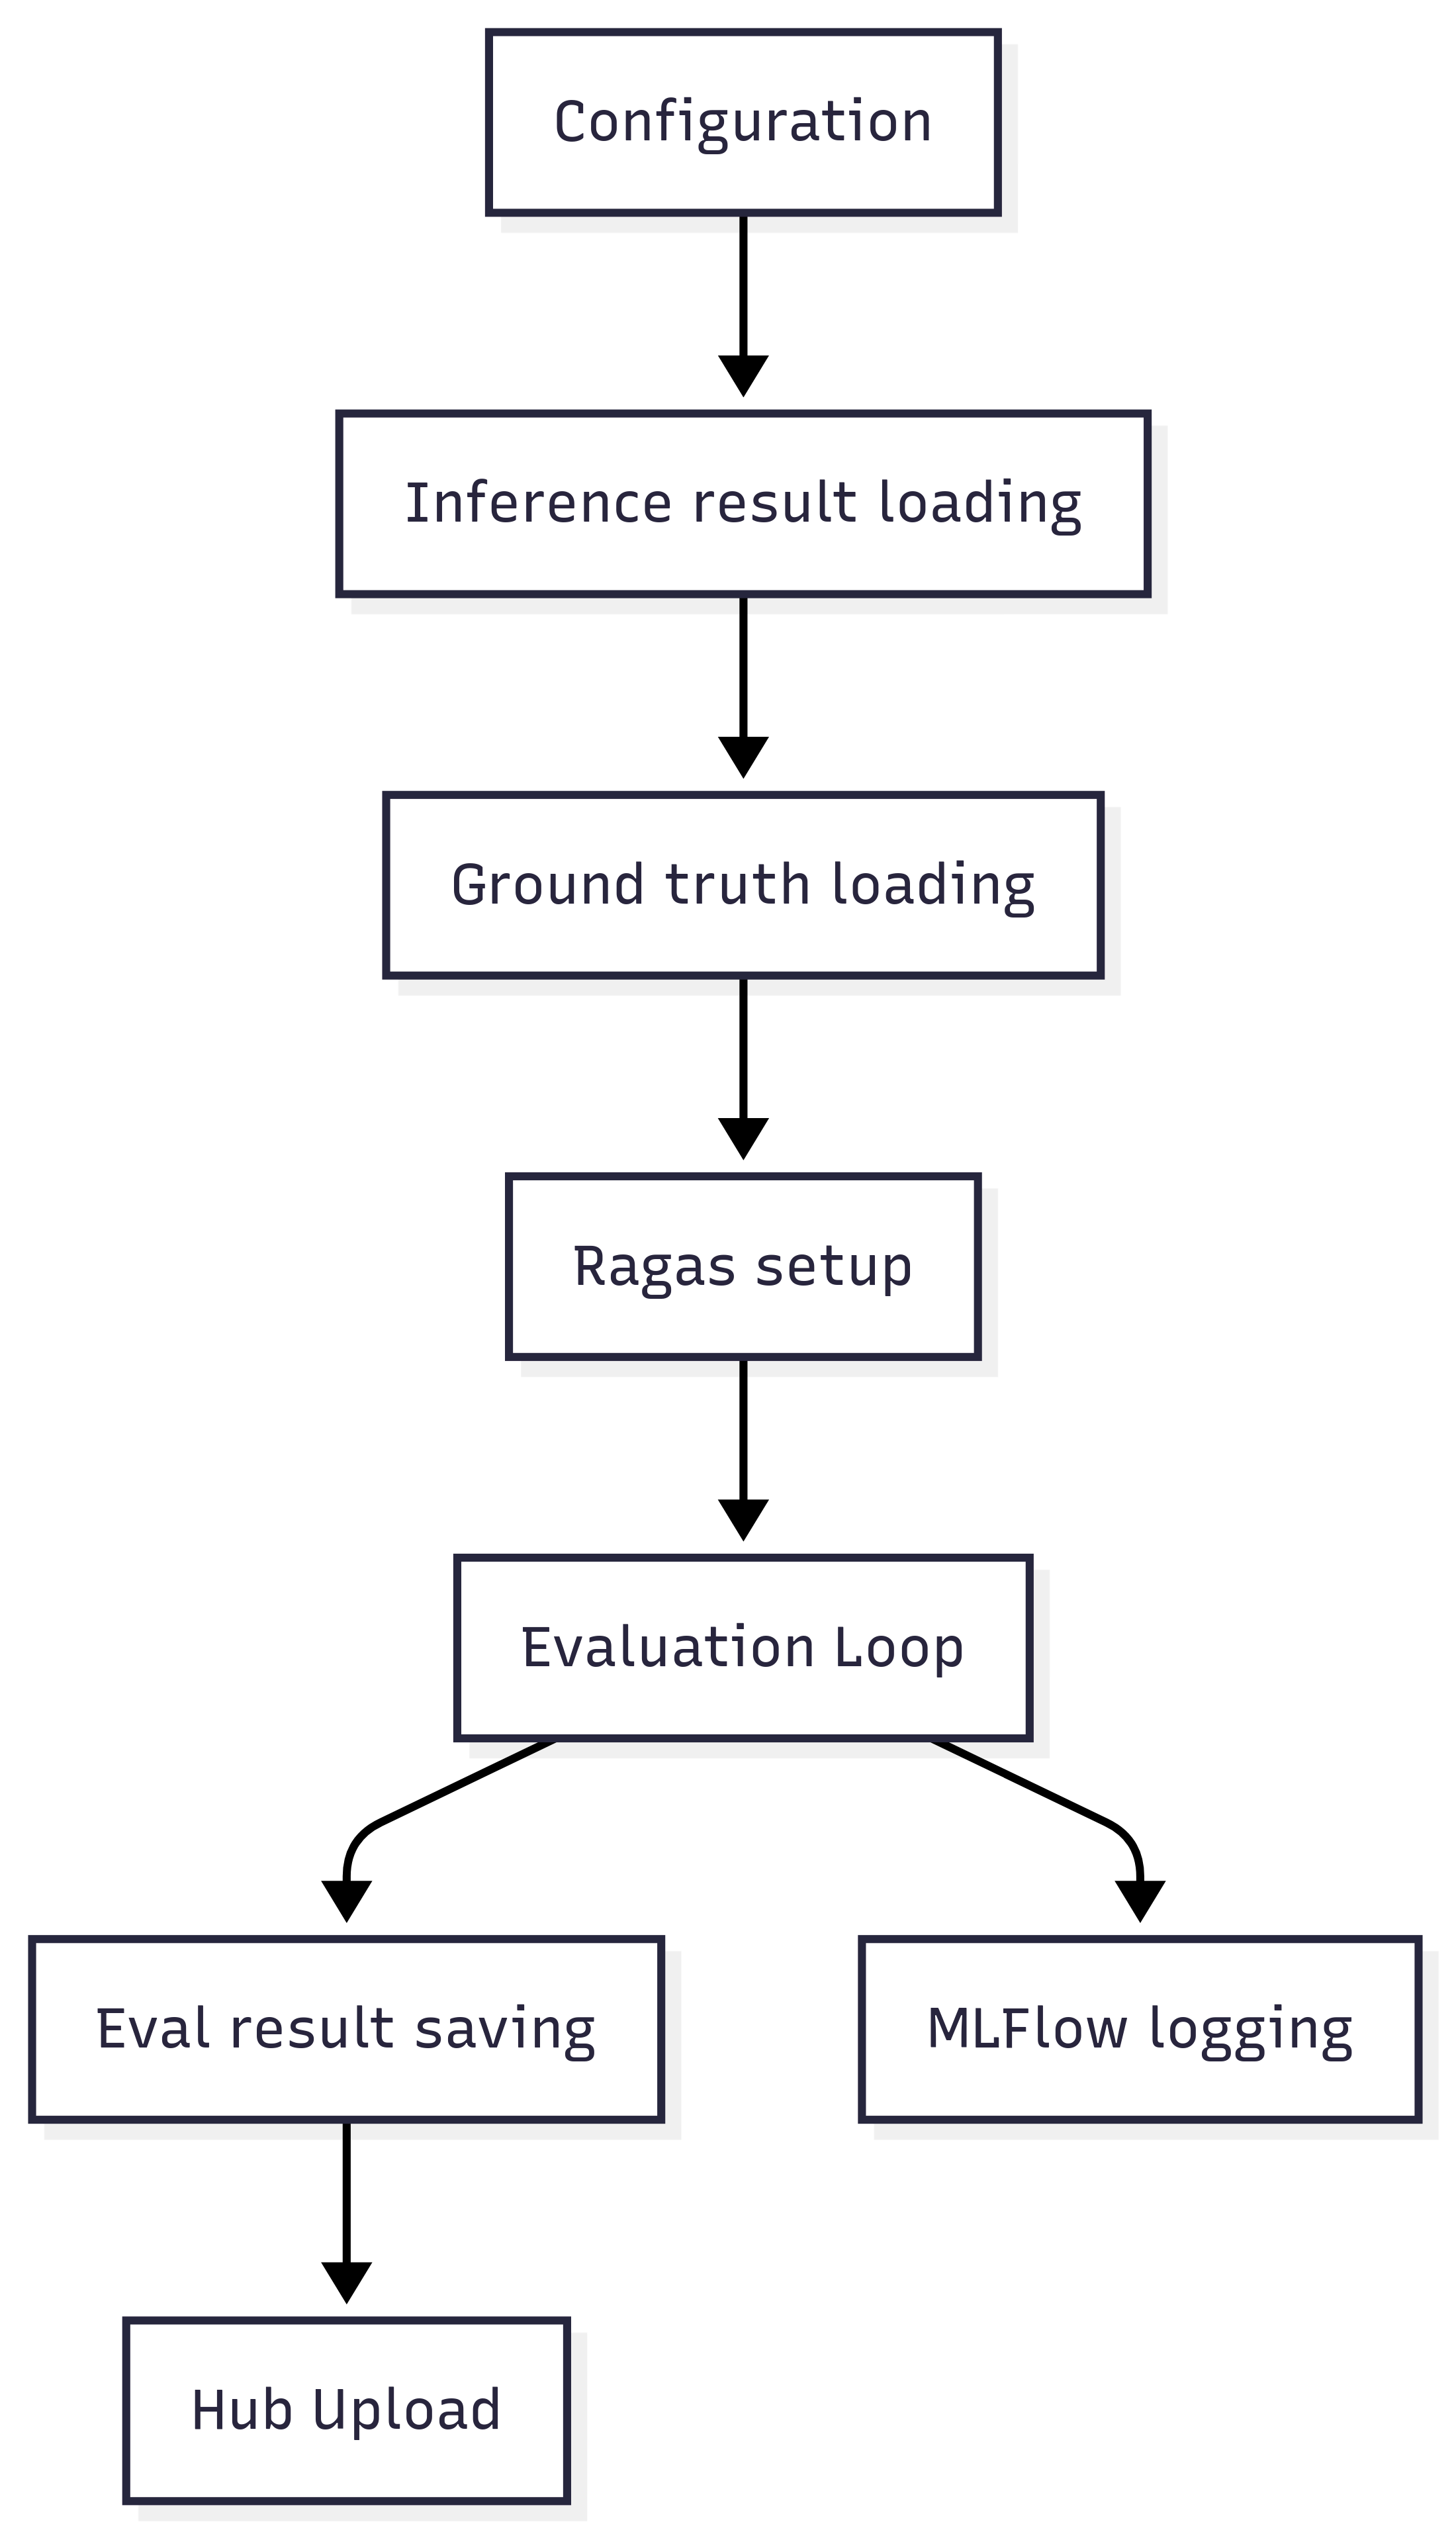 Configuration
Inference result loading
Ground truth loading
Ragas setup
Evaluation Loop
Eval result saving
MLFlow logging
Hub Upload